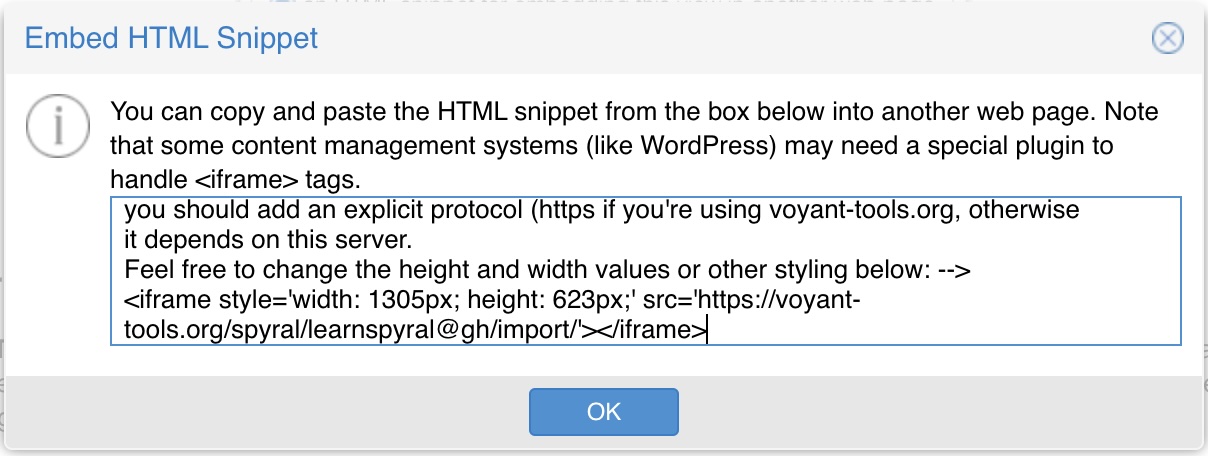 Embed HTML Snippet
You can copy and paste the HTML snippet from the box below into another web page. Note
that some content management systems (like WordPress) may need a special plugin to
handle <iframe> tags.
you should add an explicit protocol (https if you're using voyant-tools.org, otherwise
it depends on this server.
Feel free to change the height and width values or other styling below: -->
<iframe style='width: 1305px; height: 623px;' src='https://voyant-
tools.org/spyral/learnspyral@gh/import/'></iframe>
OK